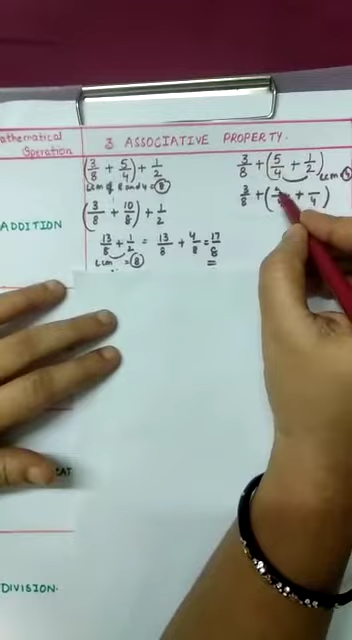 Mathematical Operation
3 ASSOCIATIVE PROPERTY.
ADDITION
(3/8 + 5/4) + 1/2
LCM of 8 and 4 = 8
(3/8 + 10/8) + 1/2
13/8 + 1/2 = 13/8 + 4/8 = 17/8
LCM = 8
3/8 + (5/4 + 1/2)
LCM 4
3/8 + ( + /4)
DIVISION.